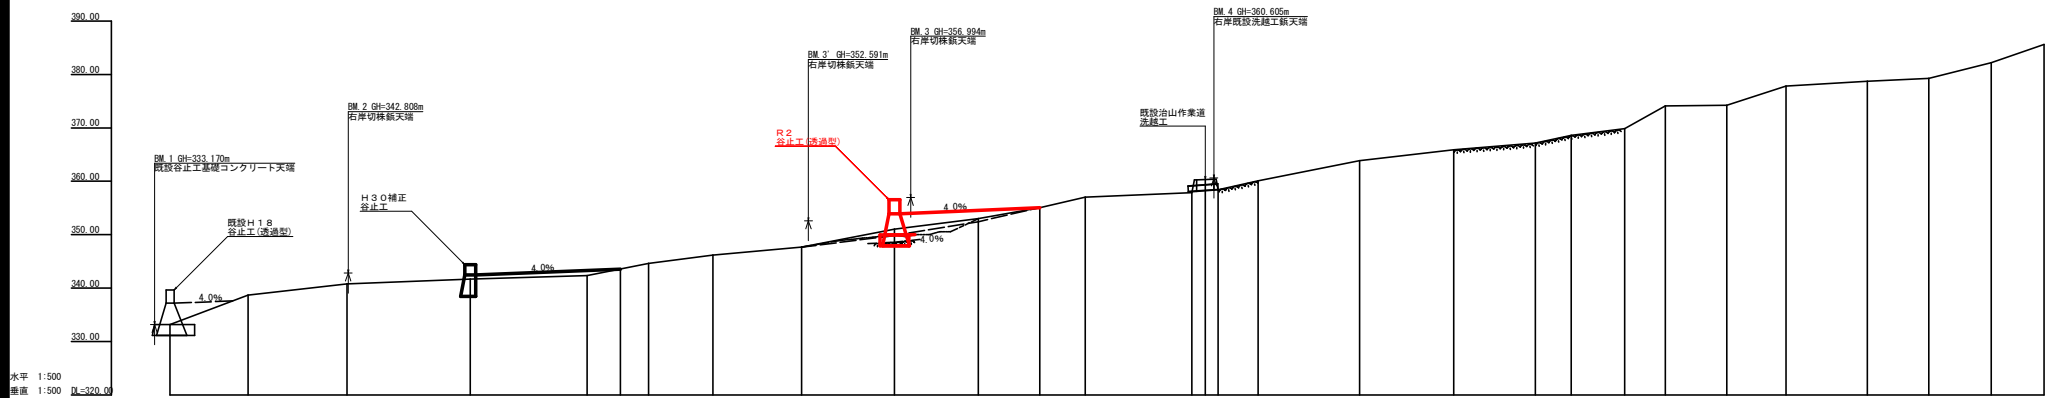 390.00
380.00
370.00
360.00
350.00
340.00
330.00
水平 1:500
垂直 1:500 DL=320.00
BM.1 GH=333.170m
既設谷止工基礎コンクリート天端
既設Ｈ１８
谷止工(透過型)
4.0%
BM.2 GH=342.808m
右岸切株鋲天端
Ｈ３０補正
谷止工
4.0%
BM.3' GH=352.591m
右岸切株鋲天端
Ｒ２
谷止工(透過型)
BM.3 GH=356.994m
右岸切株鋲天端
4.0%
4.0%
既設治山作業道
洗越工
BM.4 GH=360.605m
右岸既設洗越工鋲天端